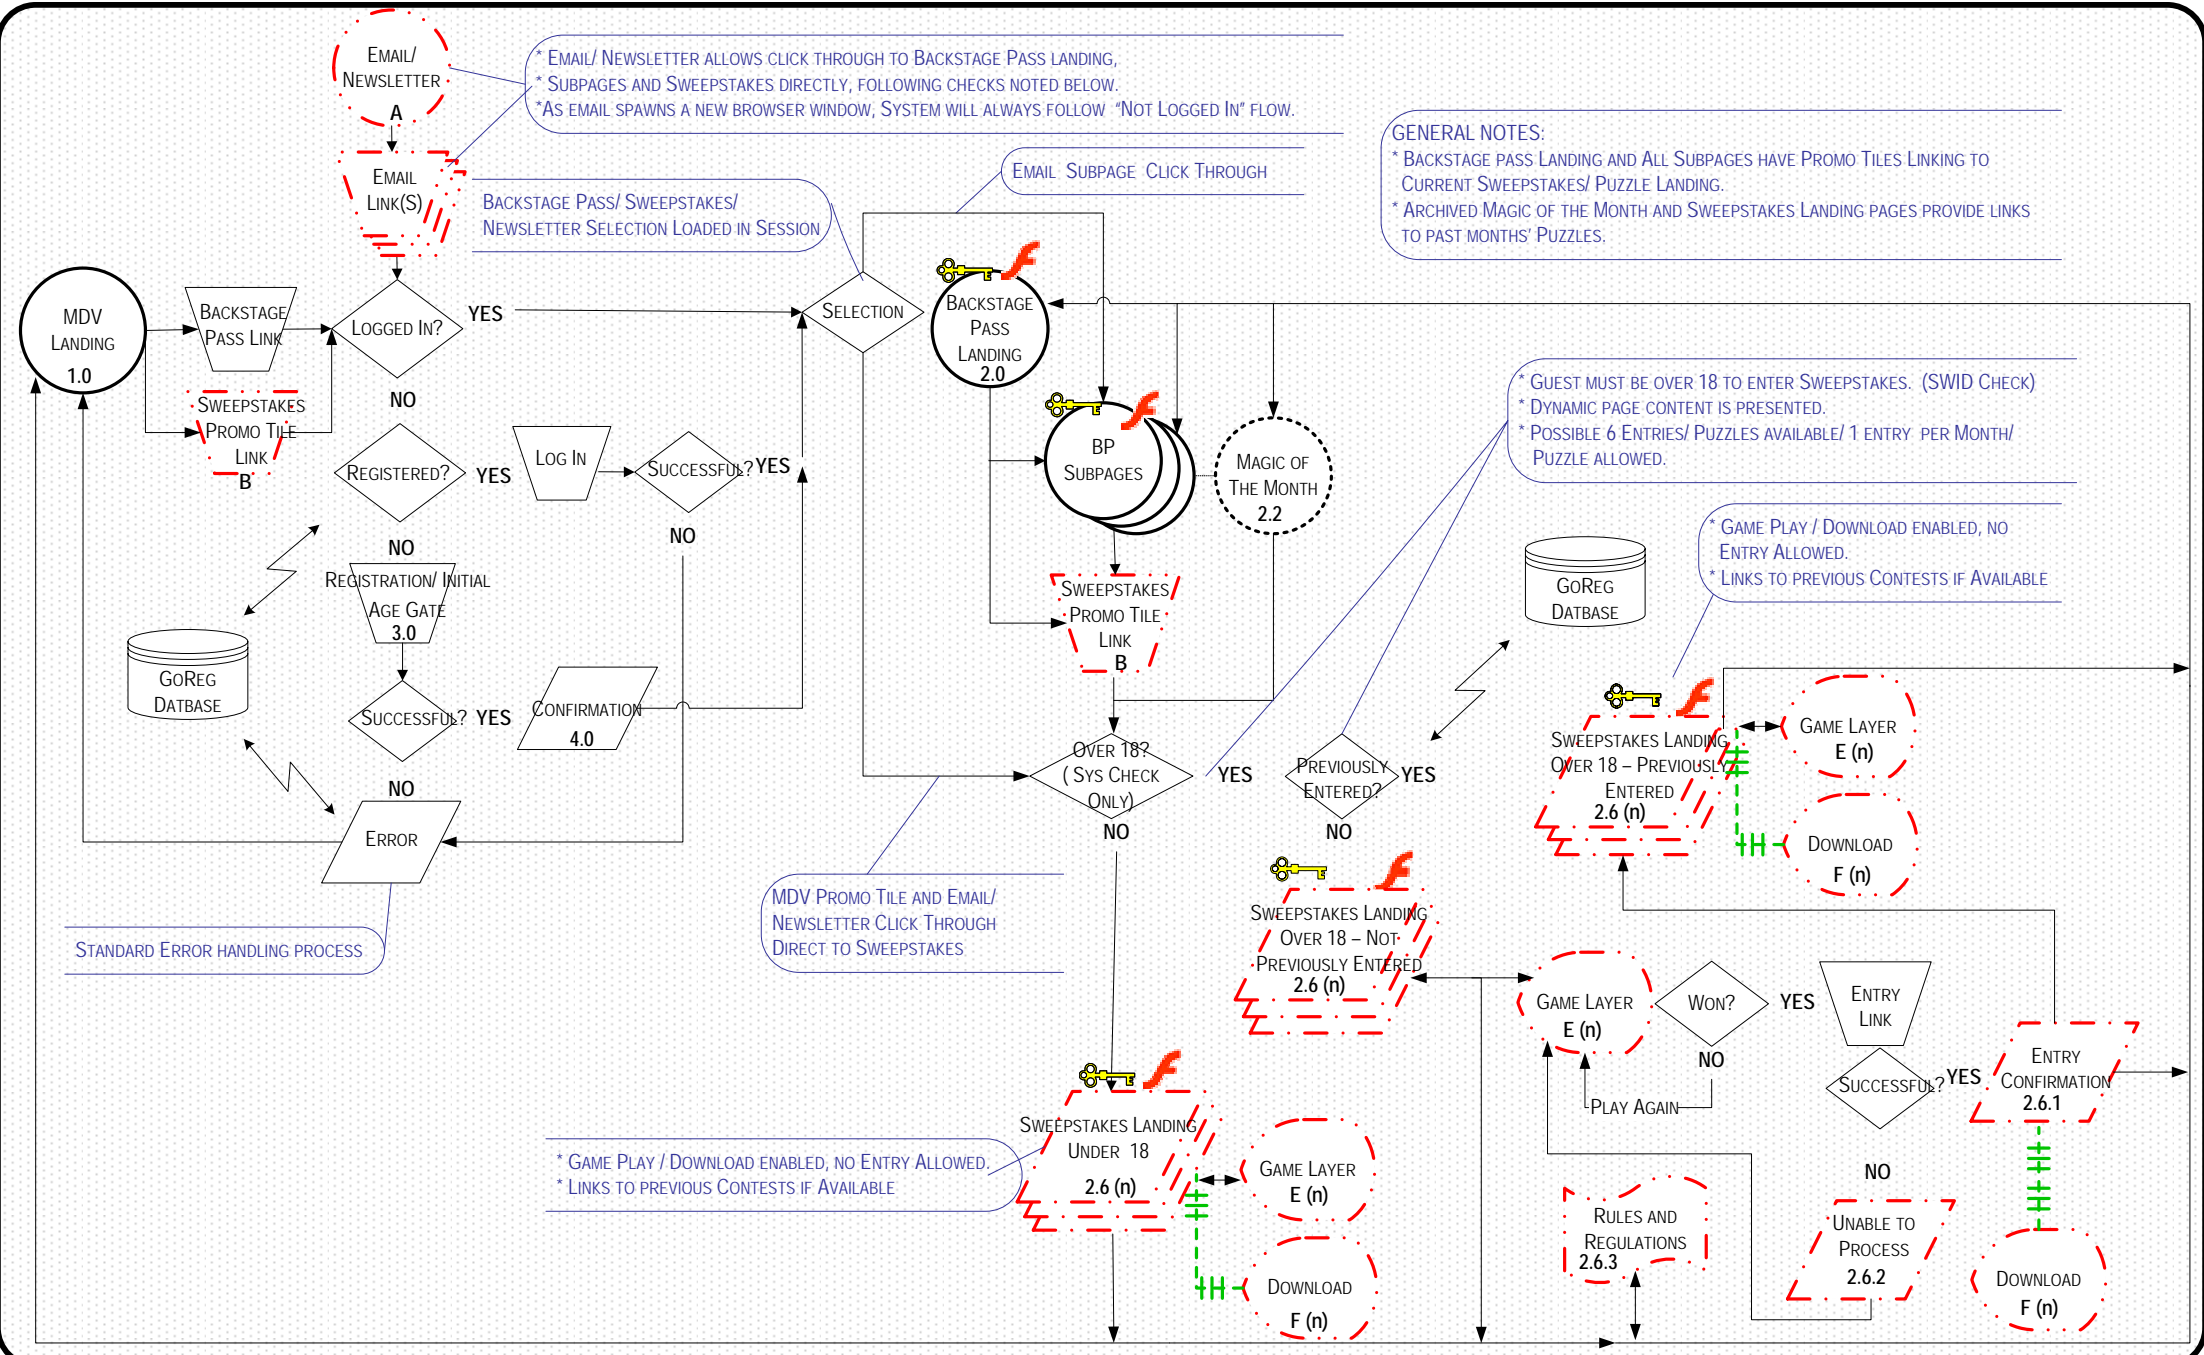 EMAIL/
NEWSLETTER
A
* EMAIL/ NEWSLETTER ALLOWS CLICK THROUGH TO BACKSTAGE PASS LANDING,
* SUBPAGES AND SWEEPSTAKES DIRECTLY, FOLLOWING CHECKS NOTED BELOW.
*AS EMAIL SPAWNS A NEW BROWSER WINDOW, SYSTEM WILL ALWAYS FOLLOW "NOT LOGGED IN" FLOW.
GENERAL NOTES:
* BACKSTAGE PASS LANDING AND ALL SUBPAGES HAVE PROMO TILES LINKING TO
CURRENT SWEEPSTAKES/ PUZZLE LANDING.
* ARCHIVED MAGIC OF THE MONTH AND SWEEPSTAKES LANDING PAGES PROVIDE LINKS
TO PAST MONTHS' PUZZLES.
EMAIL SUBPAGE CLICK THROUGH
EMAIL
LINK(S)
BACKSTAGE PASS/ SWEEPSTAKES/
NEWSLETTER SELECTION LOADED IN SESSION
MDV
LANDING
1.0
BACKSTAGE
PASS LINK
LOGGED IN?
YES
NO
SELECTION
BACKSTAGE
PASS
LANDING
2.0
SWEEPSTAKES
PROMO TILE
LINK
B
REGISTERED?
YES
NO
LOG IN
SUCCESSFUL?
YES
NO
BP
SUBPAGES
MAGIC OF
THE MONTH
2.2
* GUEST MUST BE OVER 18 TO ENTER SWEEPSTAKES. (SWID CHECK)
* DYNAMIC PAGE CONTENT IS PRESENTED.
* POSSIBLE 6 ENTRIES/ PUZZLES AVAILABLE/ 1 ENTRY PER MONTH/
PUZZLE ALLOWED.
* GAME PLAY / DOWNLOAD ENABLED, NO
ENTRY ALLOWED.
* LINKS TO PREVIOUS CONTESTS IF AVAILABLE
REGISTRATION/ INITIAL
AGE GATE
3.0
GOREG
DATBASE
SUCCESSFUL?
YES
NO
CONFIRMATION
4.0
SWEEPSTAKES
PROMO TILE
LINK
B
GOREG
DATBASE
OVER 18?
( SYS CHECK
ONLY)
YES
NO
PREVIOUSLY
ENTERED?
YES
NO
SWEEPSTAKES LANDING
OVER 18 – PREVIOUSLY
ENTERED
2.6 (n)
GAME LAYER
E (n)
DOWNLOAD
F (n)
ERROR
STANDARD ERROR HANDLING PROCESS
MDV PROMO TILE AND EMAIL/
NEWSLETTER CLICK THROUGH
DIRECT TO SWEEPSTAKES
SWEEPSTAKES LANDING
OVER 18 – NOT
PREVIOUSLY ENTERED
2.6 (n)
GAME LAYER
E (n)
WON?
YES
NO
PLAY AGAIN
ENTRY
LINK
SUCCESSFUL?
YES
NO
ENTRY
CONFIRMATION
2.6.1
SWEEPSTAKES LANDING
UNDER 18
2.6 (n)
* GAME PLAY / DOWNLOAD ENABLED, NO ENTRY ALLOWED.
* LINKS TO PREVIOUS CONTESTS IF AVAILABLE
GAME LAYER
E (n)
DOWNLOAD
F (n)
RULES AND
REGULATIONS
2.6.3
UNABLE TO
PROCESS
2.6.2
DOWNLOAD
F (n)